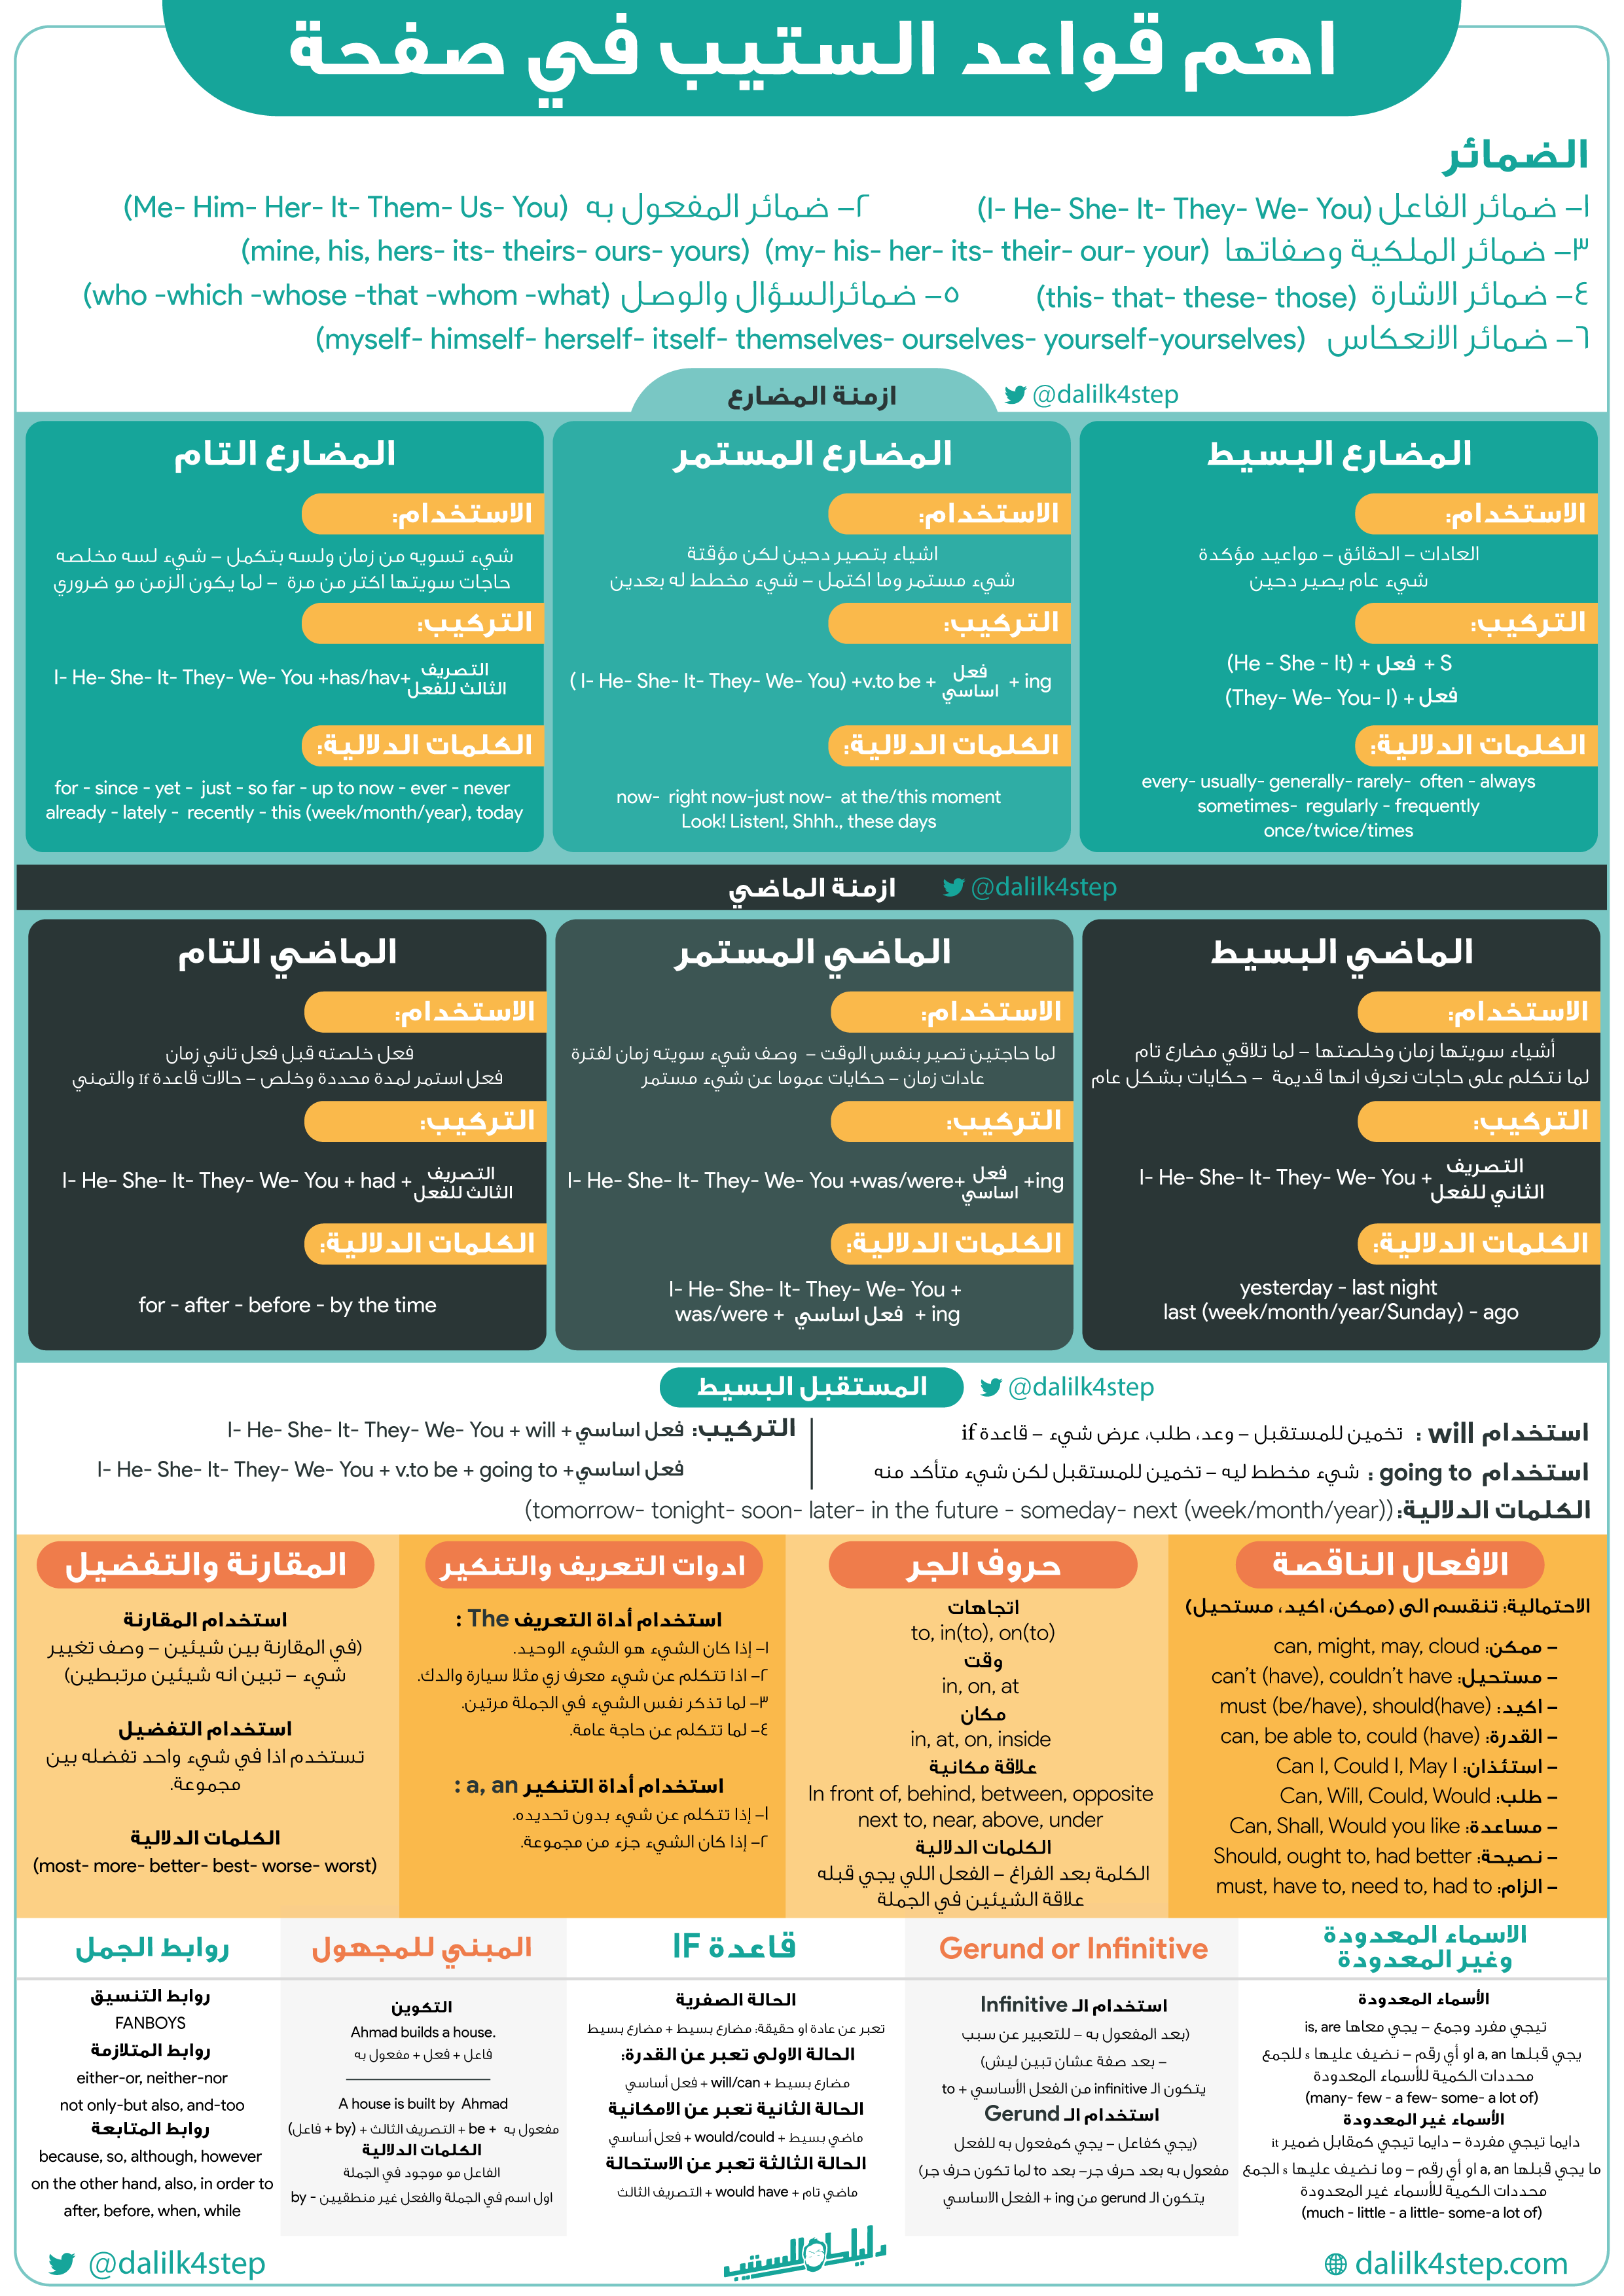 اهم قواعد الستيب في صفحة
الضمائر
١– ضمائر الفاعل (I- He- She- It- They- We- You)
٢– ضمائر المفعول به (Me- Him- Her- It- Them- Us- You)
٣– ضمائر الملكية وصفاتها (my- his- her- its- their- our- your) (mine, his, hers- its- theirs- ours- yours)
٤– ضمائر الاشارة (this- that- these- those)
٥– ضمائرالسؤال والوصل (who -which -whose -that -whom -what)
٦– ضمائر الانعكاس (myself- himself- herself- itself- themselves- ourselves- yourself-yourselves)
ازمنة المضارع
@dalilk4step
المضارع البسيط
الاستخدام:
العادات – الحقائق – مواعيد مؤكدة
شيء عام يصير دحين
التركيب:
(He - She - It) + فعل + S
(They- We- You- I) + فعل
الكلمات الدلالية:
every- usually- generally- rarely- often - always
sometimes- regularly - frequently
once/twice/times
المضارع المستمر
الاستخدام:
اشياء بتصير دحين لكن مؤقتة
شيء مستمر وما اكتمل – شيء مخطط له بعدين
التركيب:
( I- He- She- It- They- We- You) +v.to be + فعل اساسي + ing
الكلمات الدلالية:
now- right now-just now- at the/this moment
Look! Listen!, Shhh., these days
المضارع التام
الاستخدام:
شيء تسويه من زمان ولسه بتكمل – شيء لسه مخلصه
حاجات سويتها اكثر من مرة – لما يكون الزمن مو ضروري
التركيب:
I- He- She- It- They- We- You +has/hav+ التصريف الثالث للفعل
الكلمات الدلالية:
for - since - yet - just - so far - up to now - ever - never
already - lately - recently - this (week/month/year), today
ازمنة الماضي
@dalilk4step
الماضي البسيط
الاستخدام:
أشياء سويتها زمان وخلصتها – لما تلاقي مضارع تام
لما نتكلم على حاجات نعرف انها قديمة – حكايات بشكل عام
التركيب:
I- He- She- It- They- We- You + التصريف الثاني للفعل
الكلمات الدلالية:
yesterday - last night
last (week/month/year/Sunday) - ago
الماضي المستمر
الاستخدام:
لما حاجتين تصير بنفس الوقت – وصف شيء سويته زمان لفترة
عادات زمان – حكايات عموما عن شيء مستمر
التركيب:
I- He- She- It- They- We- You +was/were+ فعل اساسي +ing
الكلمات الدلالية:
I- He- She- It- They- We- You +
was/were + فعل اساسي + ing
الماضي التام
الاستخدام:
فعل خلصته قبل فعل تاني زمان
فعل استمر لمدة محددة وخلص – حالات قاعدة If والتمني
التركيب:
I- He- She- It- They- We- You + had + التصريف الثالث للفعل
الكلمات الدلالية:
for - after - before - by the time
المستقبل البسيط
@dalilk4step
استخدام will : تخمين للمستقبل – وعد، طلب، عرض شيء – قاعدة if
استخدام going to : شيء مخطط ليه – تخمين للمستقبل لكن شيء متأكد منه
التركيب: I- He- She- It- They- We- You + will + فعل اساسي
I- He- She- It- They- We- You + v.to be + going to + فعل اساسي
الكلمات الدلالية: (tomorrow- tonight- soon- later- in the future - someday- next (week/month/year))
الافعال الناقصة
الاحتمالية: تنقسم الى (ممكن، اكيد، مستحيل)
– ممكن: can, might, may, cloud
– مستحيل: can't (have), couldn't have
– اكيد: must (be/have), should(have)
– القدرة: can, be able to, could (have)
– استئذان: Can I, Could I, May I
– طلب: Can, Will, Could, Would
– مساعدة: Can, Shall, Would you like
– نصيحة: Should, ought to, had better
– الزام: must, have to, need to, had to
حروف الجر
اتجاهات
to, in(to), on(to)
وقت
in, on, at
مكان
in, at, on, inside
علاقة مكانية
In front of, behind, between, opposite
next to, near, above, under
الكلمات الدلالية
الكلمة بعد الفراغ – الفعل اللي يجي قبله
علاقة الشيئين في الجملة
ادوات التعريف والتنكير
استخدام أداة التعريف The :
١– إذا كان الشيء هو الشيء الوحيد.
٢– اذا تتكلم عن شيء معرف زي مثلا سيارة والدك.
٣– لما تذكر نفس الشيء في الجملة مرتين.
٤– لما تتكلم عن حاجة عامة.
استخدام أداة التنكير a, an :
١– إذا تتكلم عن شيء بدون تحديده.
٢– إذا كان الشيء جزء من مجموعة.
المقارنة والتفضيل
استخدام المقارنة
(في المقارنة بين شيئين – وصف تغيير
شيء – تبين انه شيئين مرتبطين)
استخدام التفضيل
تستخدم اذا في شيء واحد تفضله بين
مجموعة.
الكلمات الدلالية
(most- more- better- best- worse- worst)
الاسماء المعدودة
وغير المعدودة
الأسماء المعدودة
تيجي مفرد وجمع – يجي معاها is, are
يجي قبلها a, an او أي رقم – نضيف عليها s للجمع
محددات الكمية للأسماء المعدودة
(many- few - a few- some- a lot of)
الأسماء غير المعدودة
دايما تيجي مفردة – دايما تيجي كمقابل ضمير it
ما يجي قبلها a, an او أي رقم – وما نضيف عليها s الجمع
محددات الكمية للأسماء غير المعدودة
(much - little - a little- some-a lot of)
Gerund or Infinitive
استخدام الـ Infinitive
(بعد المفعول به – للتعبير عن سبب
– بعد صفة عشان تبين ليش)
يتكون الـ infinitive من الفعل الأساسي + to
استخدام الـ Gerund
(يجي كفاعل – يجي كمفعول به للفعل
مفعول به بعد حرف جر– بعد to لما تكون حرف جر)
يتكون الـ gerund من ing + الفعل الاساسي
قاعدة IF
الحالة الصفرية
تعبر عن عادة او حقيقة: مضارع بسيط + مضارع بسيط
الحالة الاولى تعبر عن القدرة:
مضارع بسيط + will/can + فعل أساسي
الحالة الثانية تعبر عن الامكانية
ماضي بسيط + would/could + فعل أساسي
الحالة الثالثة تعبر عن الاستحالة
ماضي تام + would have + التصريف الثالث
المبني للمجهول
التكوين
Ahmad builds a house.
فاعل + فعل + مفعول به
A house is built by Ahmad
مفعول به + be + التصريف الثالث + (by + فاعل)
الكلمات الدلالية
الفاعل مو موجود في الجملة
اول اسم في الجملة والفعل غير منطقيين - by
روابط الجمل
روابط التنسيق
FANBOYS
روابط المتلازمة
either-or, neither-nor
not only-but also, and-too
روابط المتابعة
because, so, although, however
on the other hand, also, in order to
after, before, when, while
@dalilk4step
دليلك الستيب
dalilk4step.com